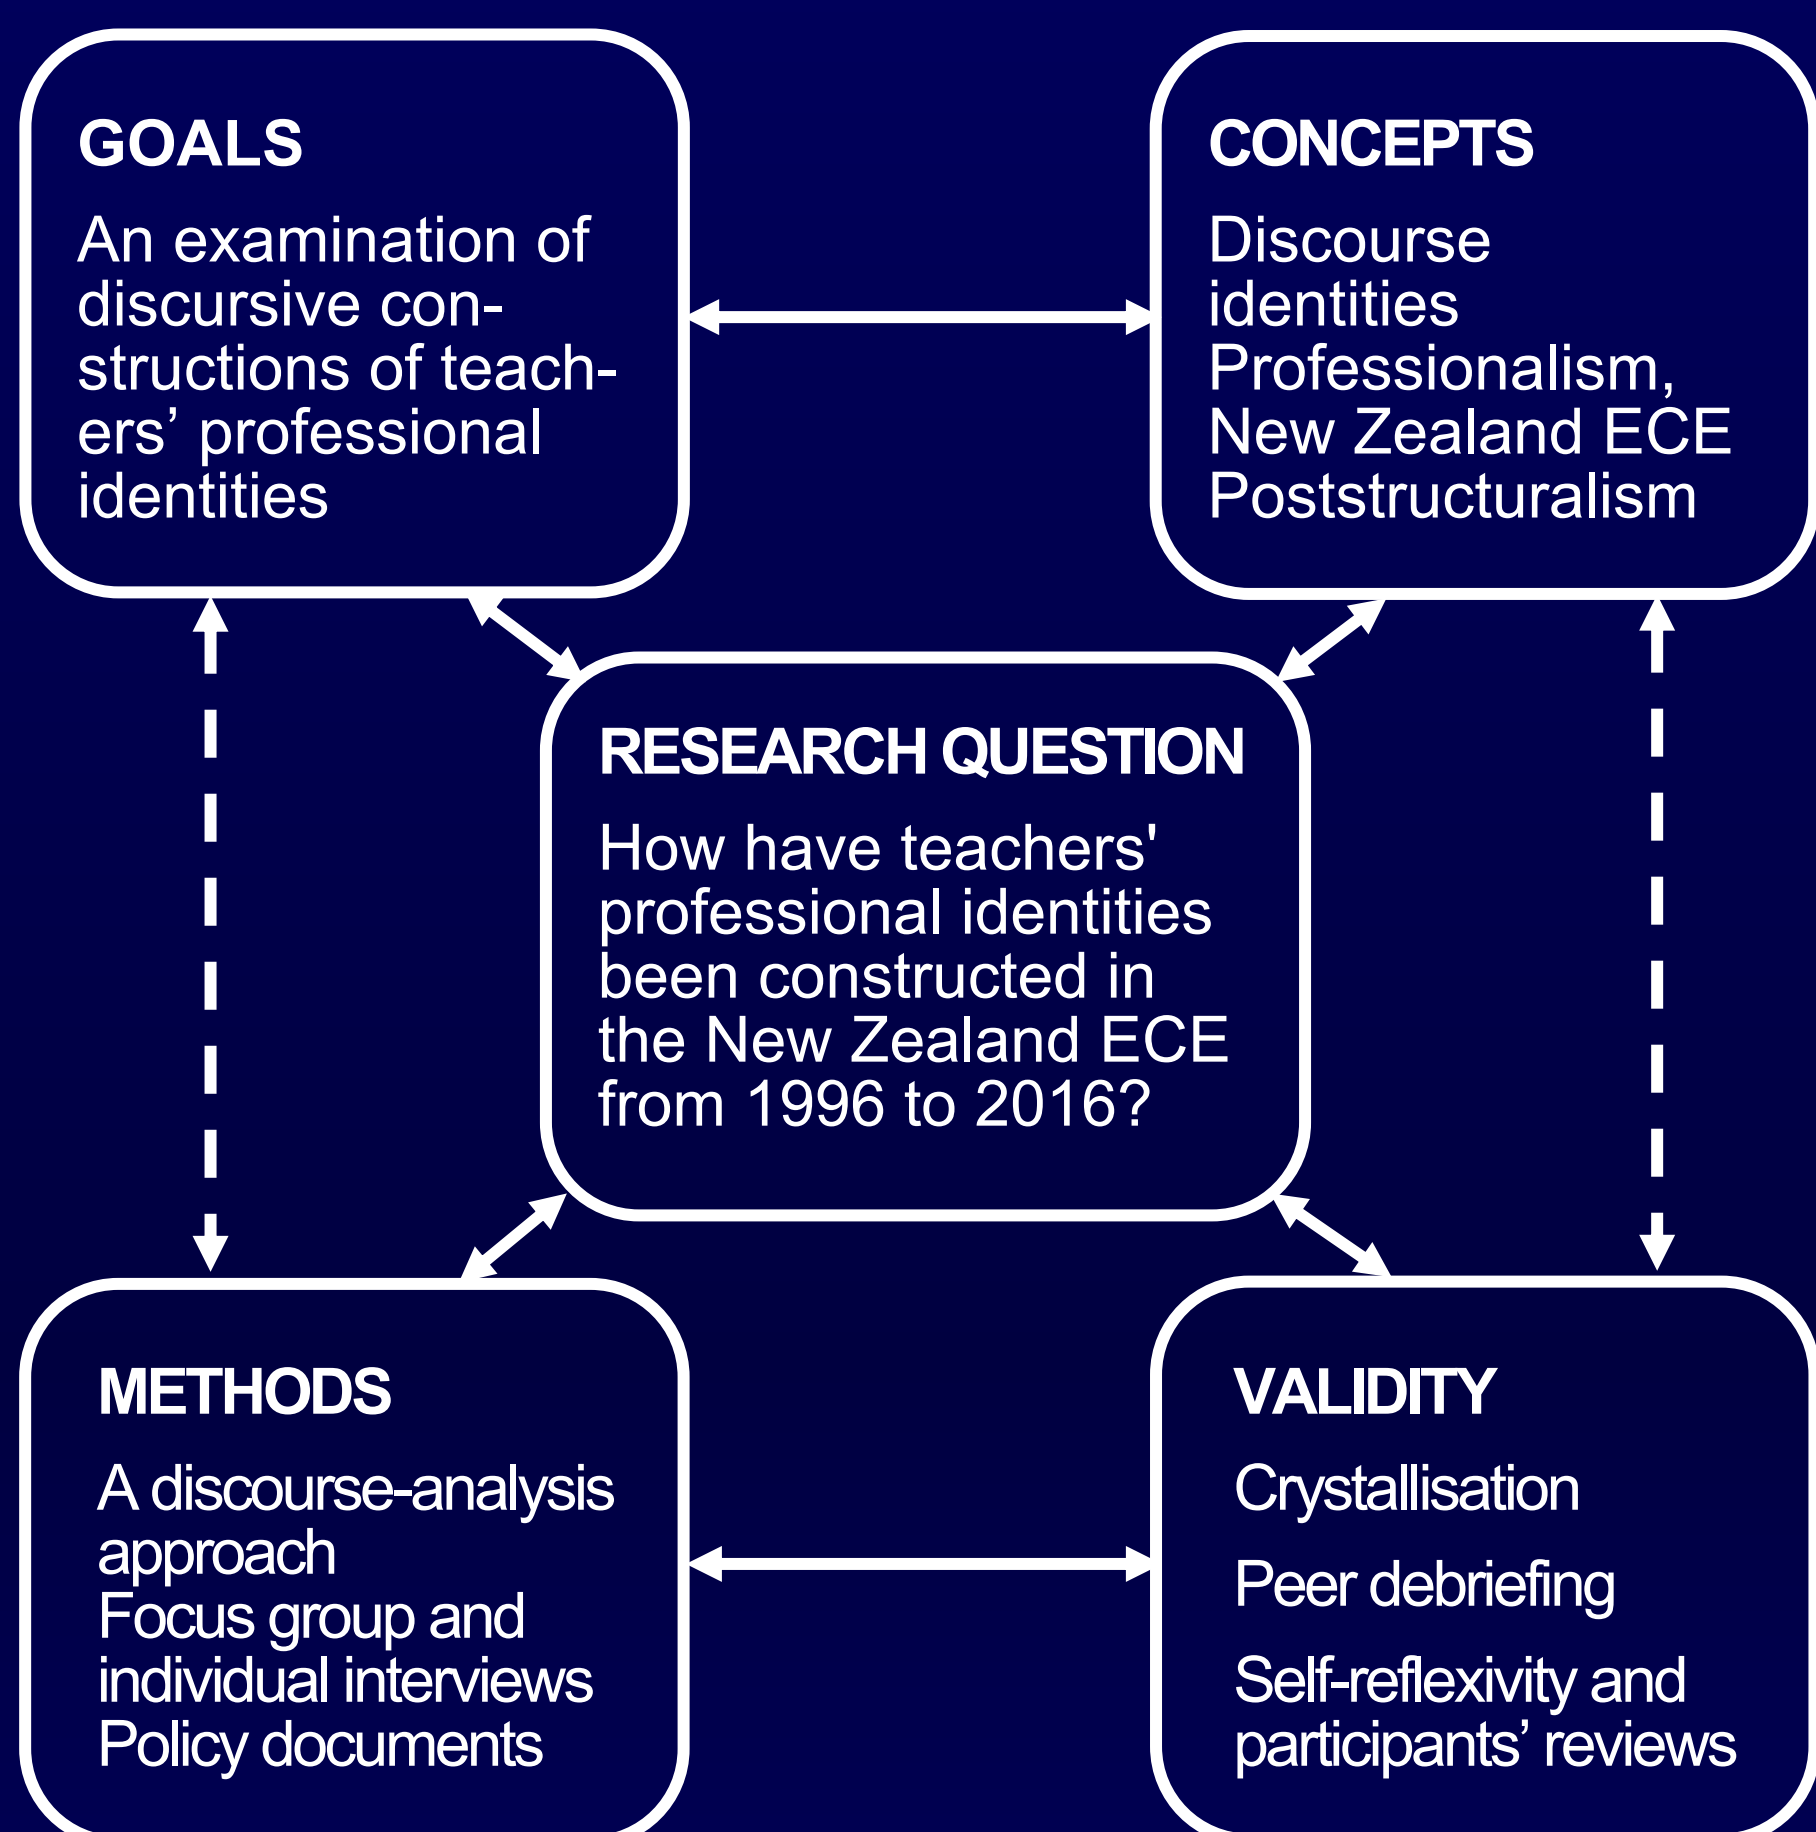 GOALS
An examination of
discursive con-
structions of teach-
ers’ professional
identities
CONCEPTS
Discourse
identities
Professionalism,
New Zealand ECE
Poststructuralism
RESEARCH QUESTION
How have teachers'
professional identities
been constructed in
the New Zealand ECE
from 1996 to 2016?
METHODS
A discourse-analysis
approach
Focus group and
individual interviews
Policy documents
VALIDITY
Crystallisation
Peer debriefing
Self-reflexivity and
participants’ reviews